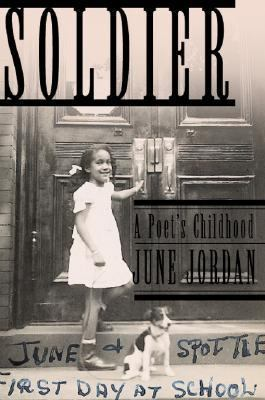 SOLDIER
A Poet's Childhood
JUNE JORDAN
JUNE & SPOTTIE
FIRST DAY AT SCHOOL